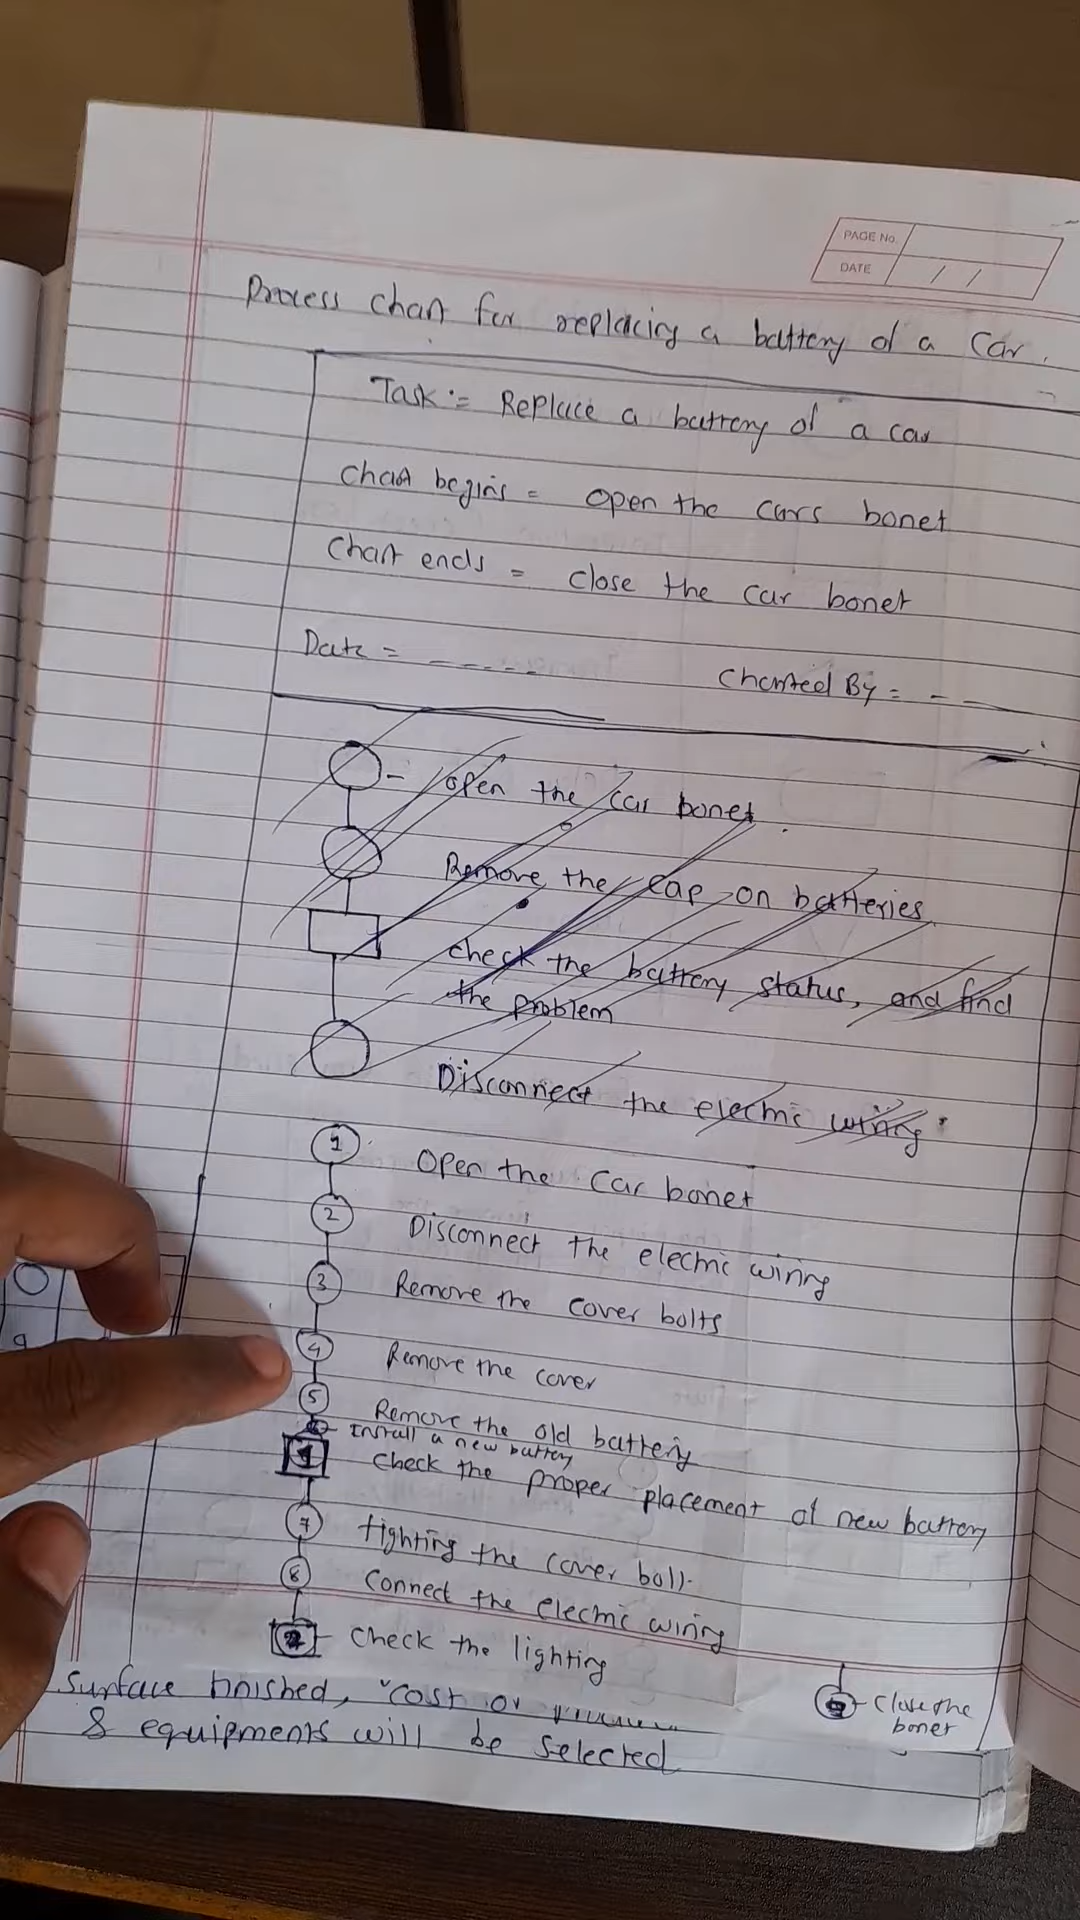 PAGE No.
DATE / /
Process chart for replacing a battery of a Car.
Task := Replace a battery of a car
Chart begins = open the cars bonet
Chart ends = close the car bonet
Date = -----
Charted By = - -
- open the car bonet.
Remove the cap on batteries
check the battery status, and find
the problem
Disconnect the electric wiring
1 Open the Car bonet
2 Disconnect the electric wiring
3 Remove the cover bolts
4 Remove the cover
5 Remove the old battery
- Install a new battery
1 check the proper placement of new battery
7 tighting the cover bolt.
8 Connect the electric wiring
2 - check the lighting
9 - Close the
bonet
Surface finished, "cost or
& equipments will be selected
9